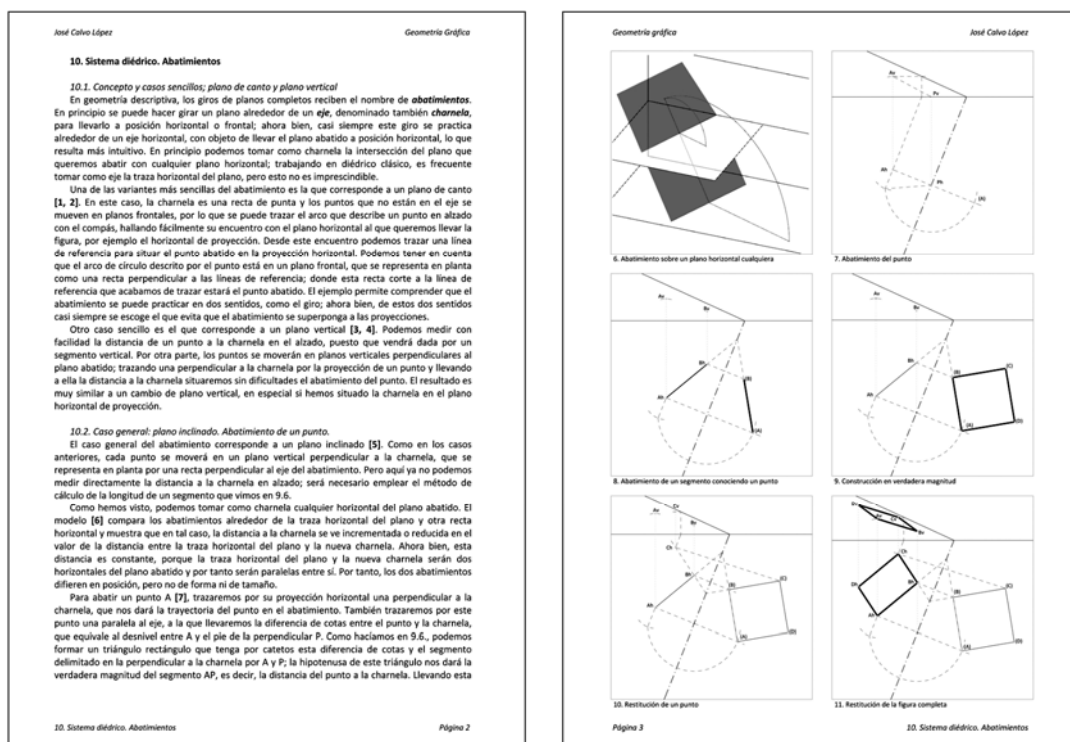 José Calvo López
Geometría Gráfica
10. Sistema diédrico. Abatimientos
10.1. Concepto y casos sencillos; plano de canto y plano vertical
En geometría descriptiva, los giros de planos completos reciben el nombre de abatimientos.
En principio se puede hacer girar un plano alrededor de un eje, denominado también charnela,
para llevarlo a posición horizontal o frontal; ahora bien, casi siempre este giro se practica
alrededor de un eje horizontal, con objeto de llevar el plano abatido a posición horizontal, lo que
resulta más intuitivo. En principio podemos tomar como charnela la intersección del plano que
queremos abatir con cualquier plano horizontal; trabajando en diédrico clásico, es frecuente
tomar como eje la traza horizontal del plano, pero esto no es imprescindible.
Una de las variantes más sencillas del abatimiento es la que corresponde a un plano de canto
[1, 2]. En este caso, la charnela es una recta de punta y los puntos que no están en el eje se
mueven en planos frontales, por lo que se puede trazar el arco que describe un punto en alzado
con el compás, hallando fácilmente su encuentro con el plano horizontal al que queremos llevar la
figura, por ejemplo el horizontal de proyección. Desde este encuentro podemos trazar una línea
de referencia para situar el punto abatido en la proyección horizontal. Podemos tener en cuenta
que el arco de círculo descrito por el punto está en un plano frontal, que se representa en planta
como una recta perpendicular a las líneas de referencia; donde esta recta corte a la línea de
referencia que acabamos de trazar estará el punto abatido. El ejemplo permite comprender que el
abatimiento se puede practicar en dos sentidos, como el giro; ahora bien, de estos dos sentidos
casi siempre se escoge el que evita que el abatimiento se superponga a las proyecciones.
Otro caso sencillo es el que corresponde a un plano vertical [3, 4]. Podemos medir con
facilidad la distancia de un punto a la charnela en el alzado, puesto que vendrá dada por un
segmento vertical. Por otra parte, los puntos se moverán en planos verticales perpendiculares al
plano abatido; trazando una perpendicular a la charnela por la proyección de un punto y llevando
a ella la distancia a la charnela situaremos sin dificultades el abatimiento del punto. El resultado es
muy similar a un cambio de plano vertical, en especial si hemos situado la charnela en el plano
horizontal de proyección.
10.2. Caso general: plano inclinado. Abatimiento de un punto.
El caso general del abatimiento corresponde a un plano inclinado [5]. Como en los casos
anteriores, cada punto se moverá en un plano vertical perpendicular a la charnela, que se
representa en planta por una recta perpendicular al eje del abatimiento. Pero aquí ya no podemos
medir directamente la distancia a la charnela en alzado; será necesario emplear el método de
cálculo de la longitud de un segmento que vimos en 9.6.
Como hemos visto, podemos tomar como charnela cualquier horizontal del plano abatido. El
modelo [6] compara los abatimientos alrededor de la traza horizontal del plano y otra recta
horizontal y muestra que en tal caso, la distancia a la charnela se ve incrementada o reducida en el
valor de la distancia entre la traza horizontal del plano y la nueva charnela. Ahora bien, esta
distancia es constante, porque la traza horizontal del plano y la nueva charnela serán dos
horizontales del plano abatido y por tanto serán paralelas entre sí. Por tanto, los dos abatimientos
difieren en posición, pero no de forma ni de tamaño.
Para abatir un punto A [7], trazaremos por su proyección horizontal una perpendicular a la
charnela, que nos dará la trayectoria del punto en el abatimiento. También trazaremos por este
punto una paralela al eje, a la que llevaremos la diferencia de cotas entre el punto y la charnela,
que equivale al desnivel entre A y el pie de la perpendicular P. Como hacíamos en 9.6., podemos
formar un triángulo rectángulo que tenga por catetos esta diferencia de cotas y el segmento
delimitado en la perpendicular a la charnela por A y P; la hipotenusa de este triángulo nos dará la
verdadera magnitud del segmento AP, es decir, la distancia del punto a la charnela. Llevando esta
10. Sistema diédrico. Abatimientos
Página 2
Geometría gráfica
José Calvo López
6. Abatimiento sobre un plano horizontal cualquiera
Av
Pv
Ah
Ph
(A)
7. Abatimiento del punto
Av
Bv
Bh
(B)
Ah
(A)
8. Abatimiento de un segmento conociendo un punto
Av
Bv
Bh
(B)
(C)
Ah
(A)
(D)
9. Construcción en verdadera magnitud
Cv
Av
Bv
Ch
Bh
(B)
(C)
Ah
(A)
(D)
10. Restitución de un punto
Dv
Av
Cv
Bv
Ch
Dh
Bh
(B)
(C)
Ah
(A)
(D)
11. Restitución de la figura completa
Página 3
10. Sistema diédrico. Abatimientos